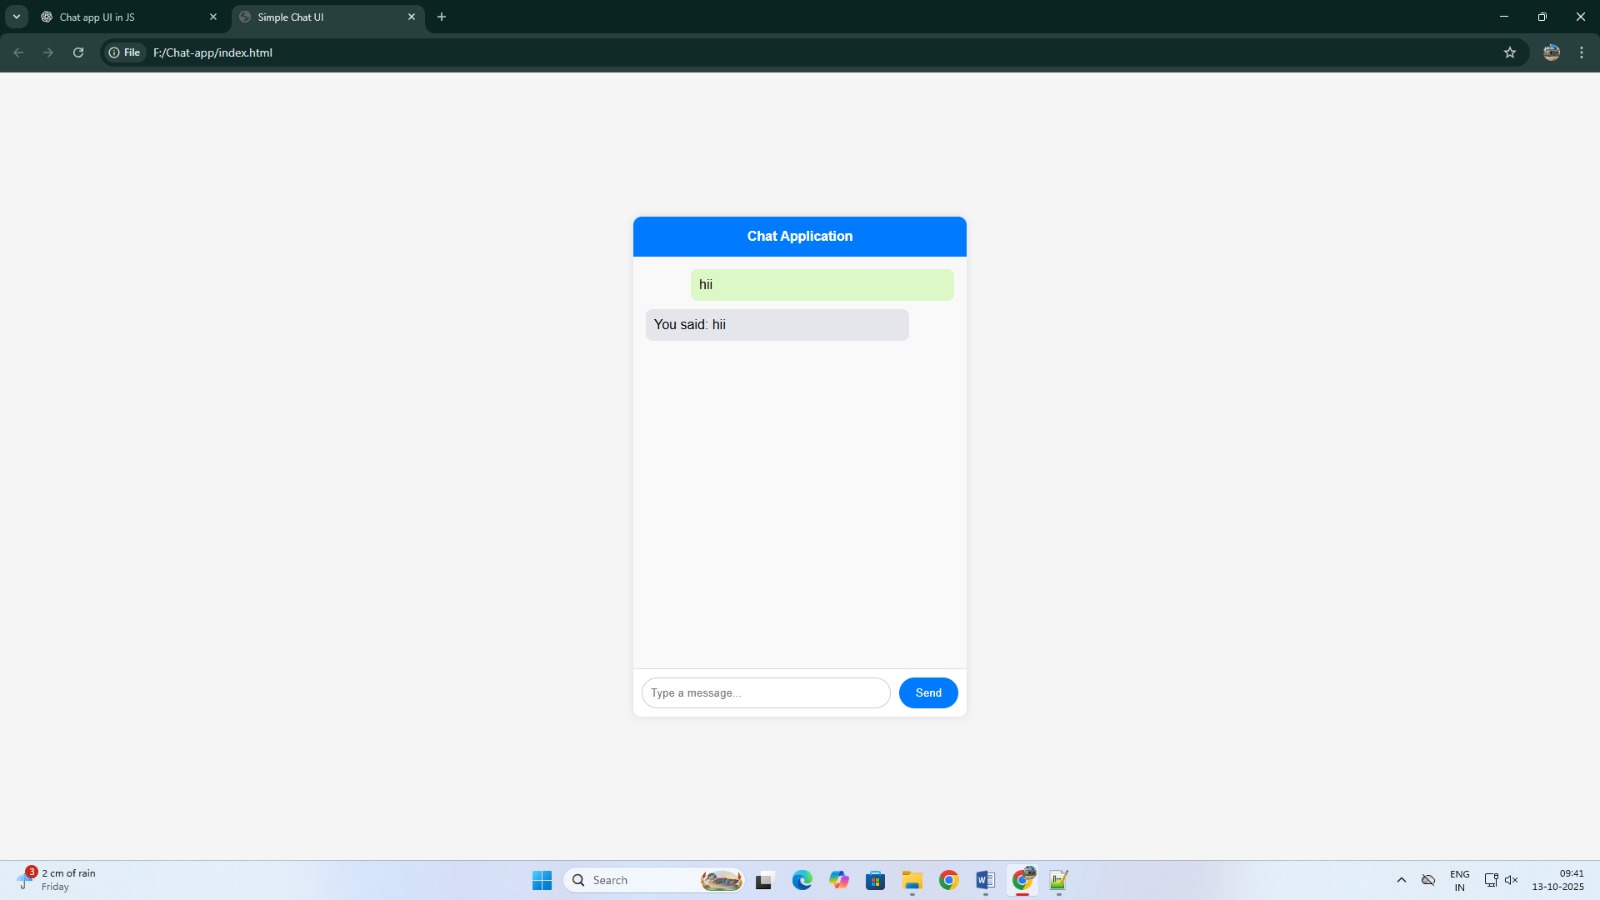 Chat app UI in JS
Simple Chat UI
File
F:/Chat-app/index.html
Chat Application
hii
You said: hii
Type a message...
Send
3
2 cm of rain
Friday
Search
ENG
IN
09:41
13-10-2025